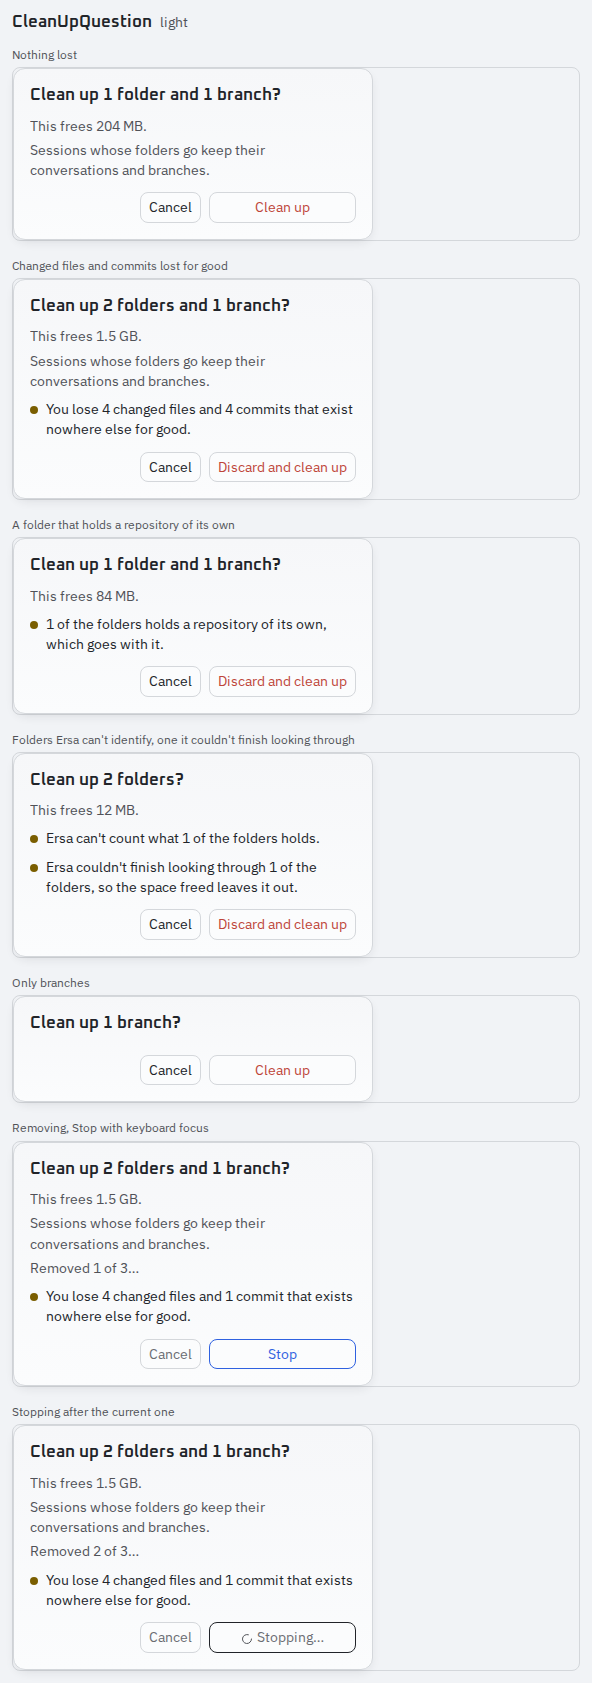 CleanUpQuestion light
Nothing lost
Clean up 1 folder and 1 branch?
This frees 204 MB.
Sessions whose folders go keep their
conversations and branches.
Cancel Clean up
Changed files and commits lost for good
Clean up 2 folders and 1 branch?
This frees 1.5 GB.
Sessions whose folders go keep their
conversations and branches.
You lose 4 changed files and 4 commits that exist
nowhere else for good.
Cancel Discard and clean up
A folder that holds a repository of its own
Clean up 1 folder and 1 branch?
This frees 84 MB.
1 of the folders holds a repository of its own,
which goes with it.
Cancel Discard and clean up
Folders Ersa can't identify, one it couldn't finish looking through
Clean up 2 folders?
This frees 12 MB.
Ersa can't count what 1 of the folders holds.
Ersa couldn't finish looking through 1 of the
folders, so the space freed leaves it out.
Cancel Discard and clean up
Only branches
Clean up 1 branch?
Cancel Clean up
Removing, Stop with keyboard focus
Clean up 2 folders and 1 branch?
This frees 1.5 GB.
Sessions whose folders go keep their
conversations and branches.
Removed 1 of 3…
You lose 4 changed files and 1 commit that exists
nowhere else for good.
Cancel Stop
Stopping after the current one
Clean up 2 folders and 1 branch?
This frees 1.5 GB.
Sessions whose folders go keep their
conversations and branches.
Removed 2 of 3…
You lose 4 changed files and 1 commit that exists
nowhere else for good.
Cancel Stopping…